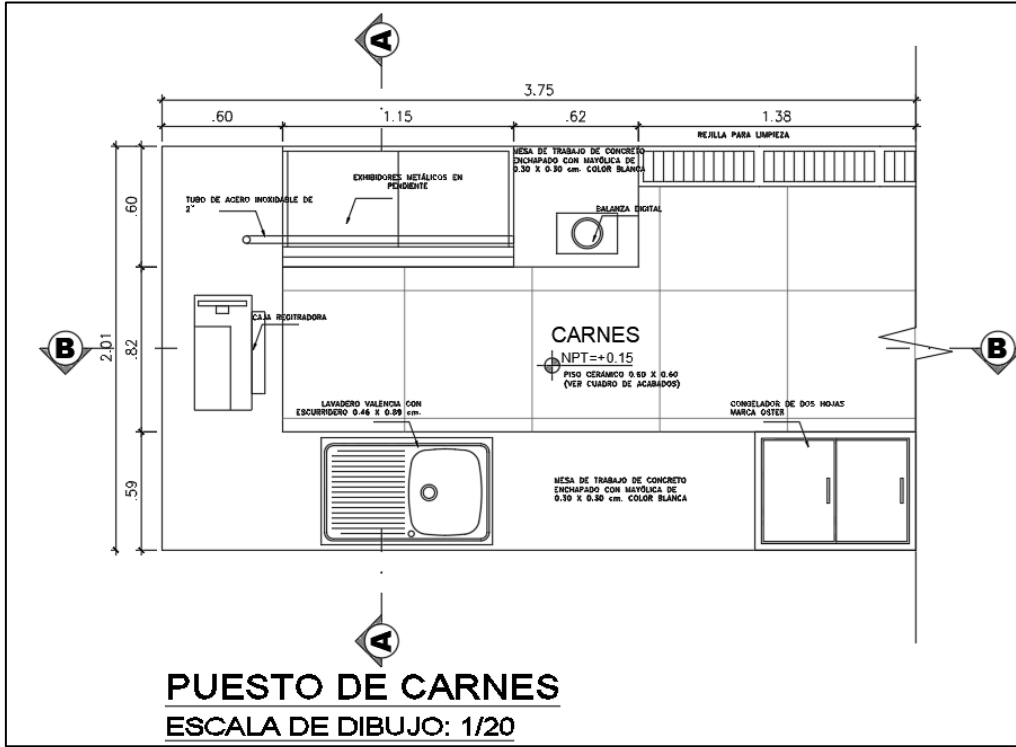 A
3.75
.60
1.15
.62
1.38
REJILLA PARA LIMPIEZA
MESA DE TRABAJO DE CONCRETO
ENCHAPADO CON MAYÓLICA DE
0.30 X 0.30 cm. COLOR BLANCA
EXHIBIDORES METÁLICOS EN
PENDIENTE
TUBO DE ACERO INOXIDABLE DE
2"
BALANZA DIGITAL
.60
CAJA REGITRADORA
CARNES
NPT=+0.15
PISO CERÁMICO 0.60 X 0.60
(VER CUADRO DE ACABADOS)
B
2.01
.82
B
LAVADERO VALENCIA CON
ESCURRIDERO 0.46 X 0.89 cm.
CONGELADOR DE DOS HOJAS
MARCA OSTER
.59
MESA DE TRABAJO DE CONCRETO
ENCHAPADO CON MAYÓLICA DE
0.30 X 0.30 cm. COLOR BLANCA
A
PUESTO DE CARNES
ESCALA DE DIBUJO: 1/20